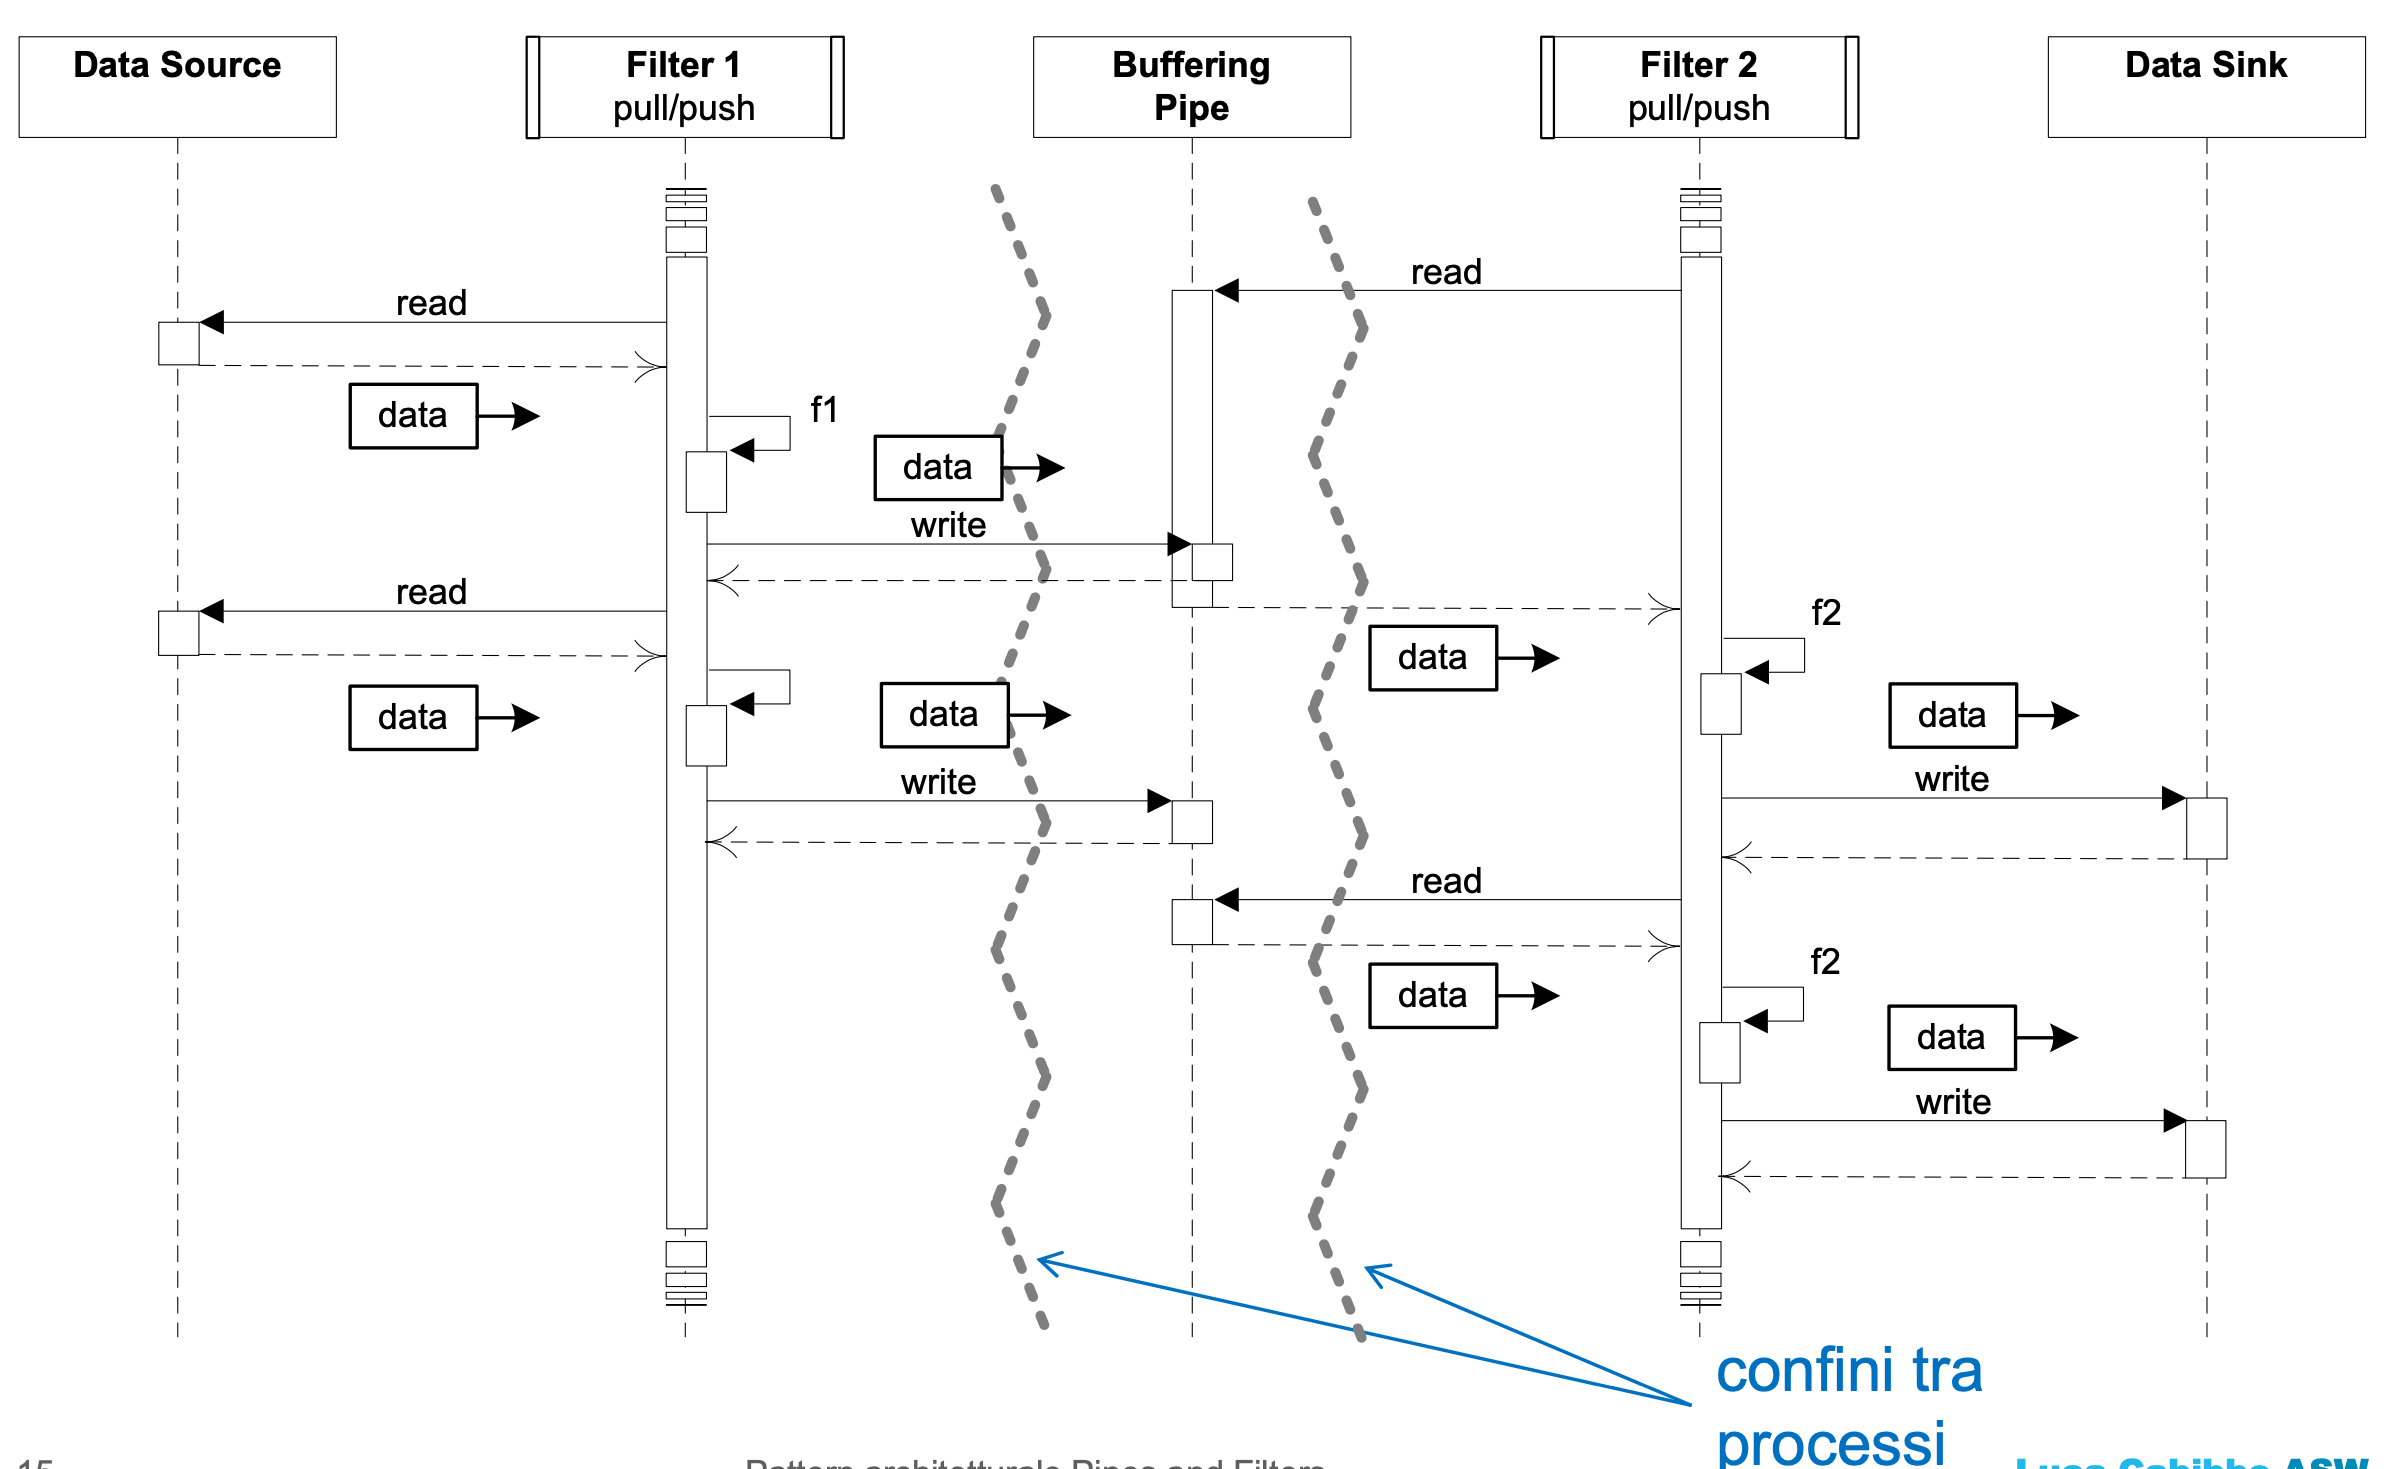 Data Source
Filter 1
pull/push
Buffering
Pipe
Filter 2
pull/push
Data Sink
read
read
data
f1
data
write
read
f2
data
data
data
data
write
write
read
f2
data
data
write
confini tra
processi
15
Pattern architetturale Pipes and Filters
Luca Cabibbo ASW